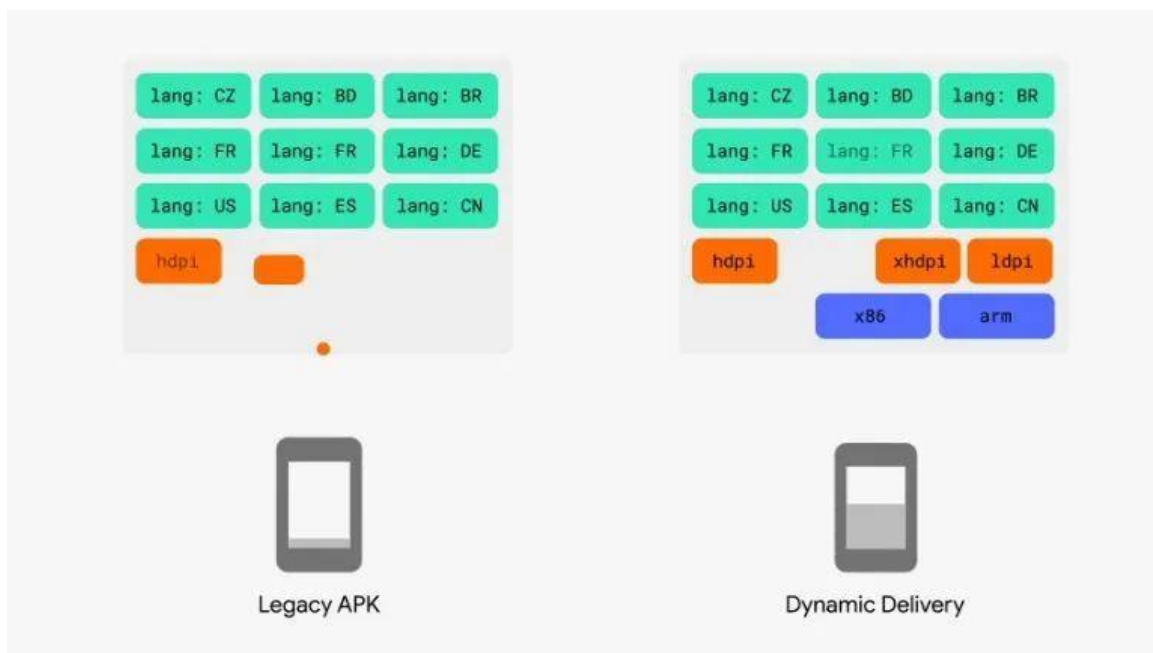 lang: CZ lang: BD lang: BR
lang: FR lang: FR lang: DE
lang: US lang: ES lang: CN
hdpi
Legacy APK
lang: CZ lang: BD lang: BR
lang: FR lang: FR lang: DE
lang: US lang: ES lang: CN
hdpi xhdpi ldpi
x86 arm
Dynamic Delivery